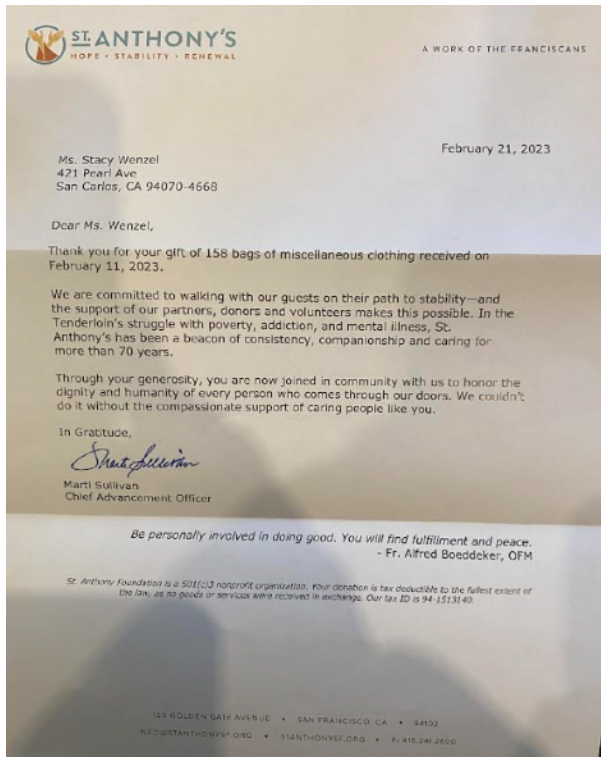 ST. ANTHONY'S
HOPE • STABILITY • RENEWAL
A WORK OF THE FRANCISCANS
February 21, 2023
Ms. Stacy Wenzel
421 Pearl Ave
San Carlos, CA 94070-4668
Dear Ms. Wenzel,
Thank you for your gift of 158 bags of miscellaneous clothing received on
February 11, 2023.
We are committed to walking with our guests on their path to stability—and
the support of our partners, donors and volunteers makes this possible. In the
Tenderloin's struggle with poverty, addiction, and mental illness, St.
Anthony's has been a beacon of consistency, companionship and caring for
more than 70 years.
Through your generosity, you are now joined in community with us to honor the
dignity and humanity of every person who comes through our doors. We couldn't
do it without the compassionate support of caring people like you.
In Gratitude,
Marti Sullivan
Chief Advancement Officer
Be personally involved in doing good. You will find fulfillment and peace.
- Fr. Alfred Boeddeker, OFM
St. Anthony Foundation is a 501(c)3 nonprofit organization. Your donation is tax deductible to the fullest extent of
the law, as no goods or services were received in exchange. Our tax ID is 94-1513140.
150 GOLDEN GATE AVENUE • SAN FRANCISCO, CA • 94102
INFO@STANTHONYSF.ORG • STANTHONYSF.ORG • P: 415.241.2600